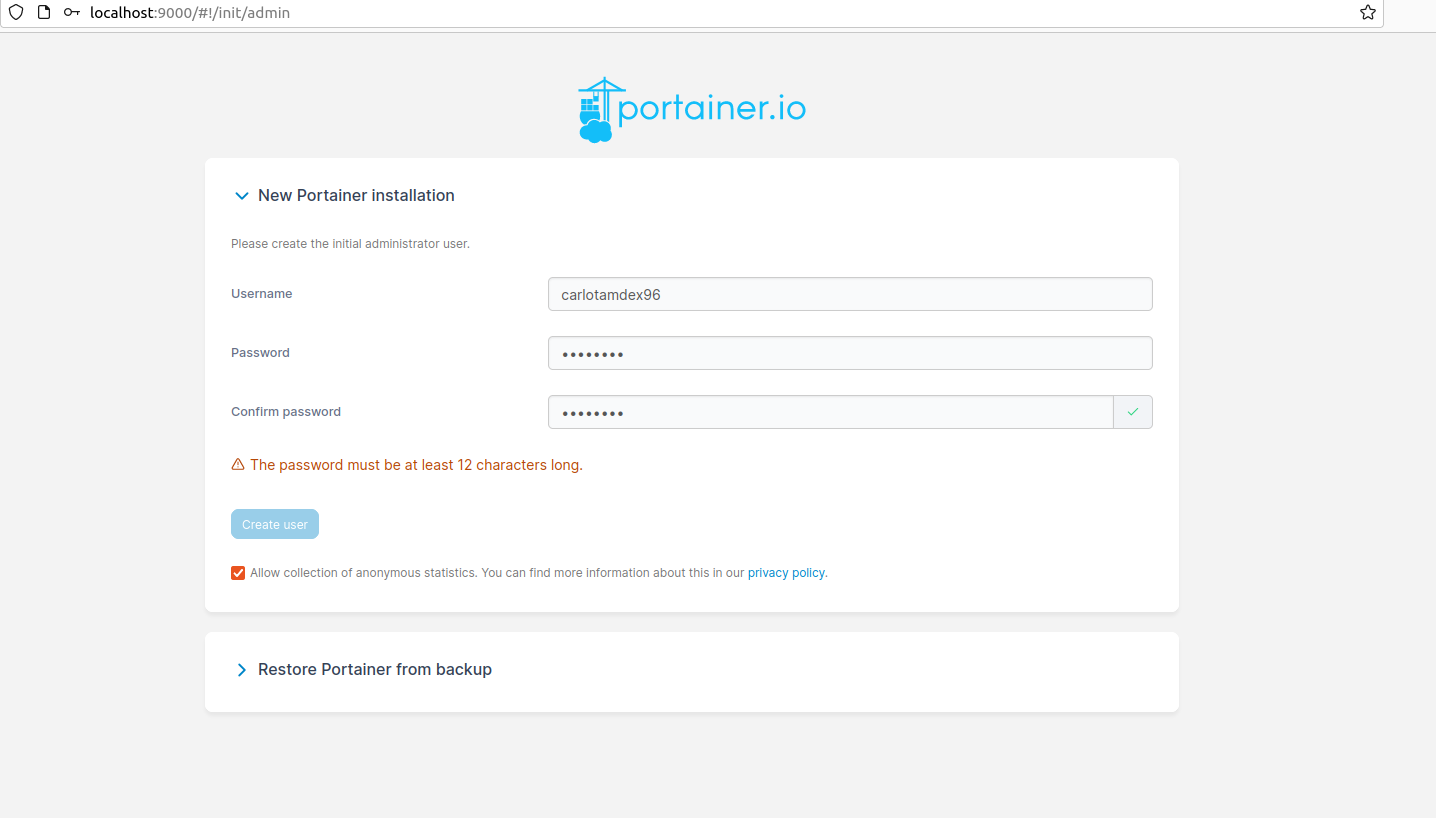 localhost:9000/#!/init/admin
portainer.io
New Portainer installation
Please create the initial administrator user.
Username
carlotamdex96
Password
••••••••
Confirm password
••••••••
The password must be at least 12 characters long.
Create user
Allow collection of anonymous statistics. You can find more information about this in our privacy policy.
Restore Portainer from backup